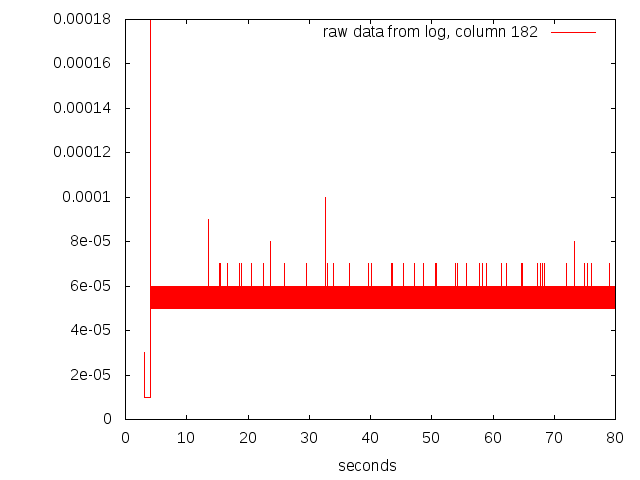 0.00018
raw data from log, column 182
0.00016
0.00014
0.00012
0.0001
8e-05
6e-05
4e-05
2e-05
0
0 10 20 30 40 50 60 70 80
seconds